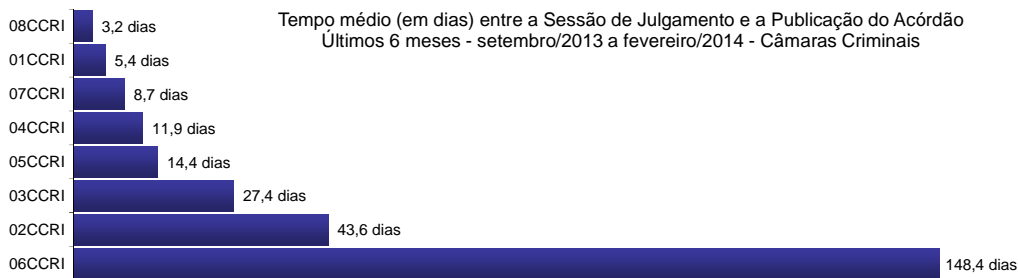 Tempo médio (em dias) entre a Sessão de Julgamento e a Publicação do Acórdão
Últimos 6 meses - setembro/2013 a fevereiro/2014 - Câmaras Criminais
08CCRI 3,2 dias
01CCRI 5,4 dias
07CCRI 8,7 dias
04CCRI 11,9 dias
05CCRI 14,4 dias
03CCRI 27,4 dias
02CCRI 43,6 dias
06CCRI 148,4 dias